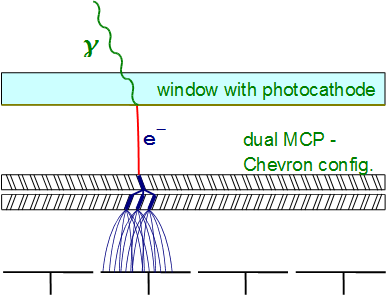 γ
window with photocathode
e⁻
dual MCP -
Chevron config.